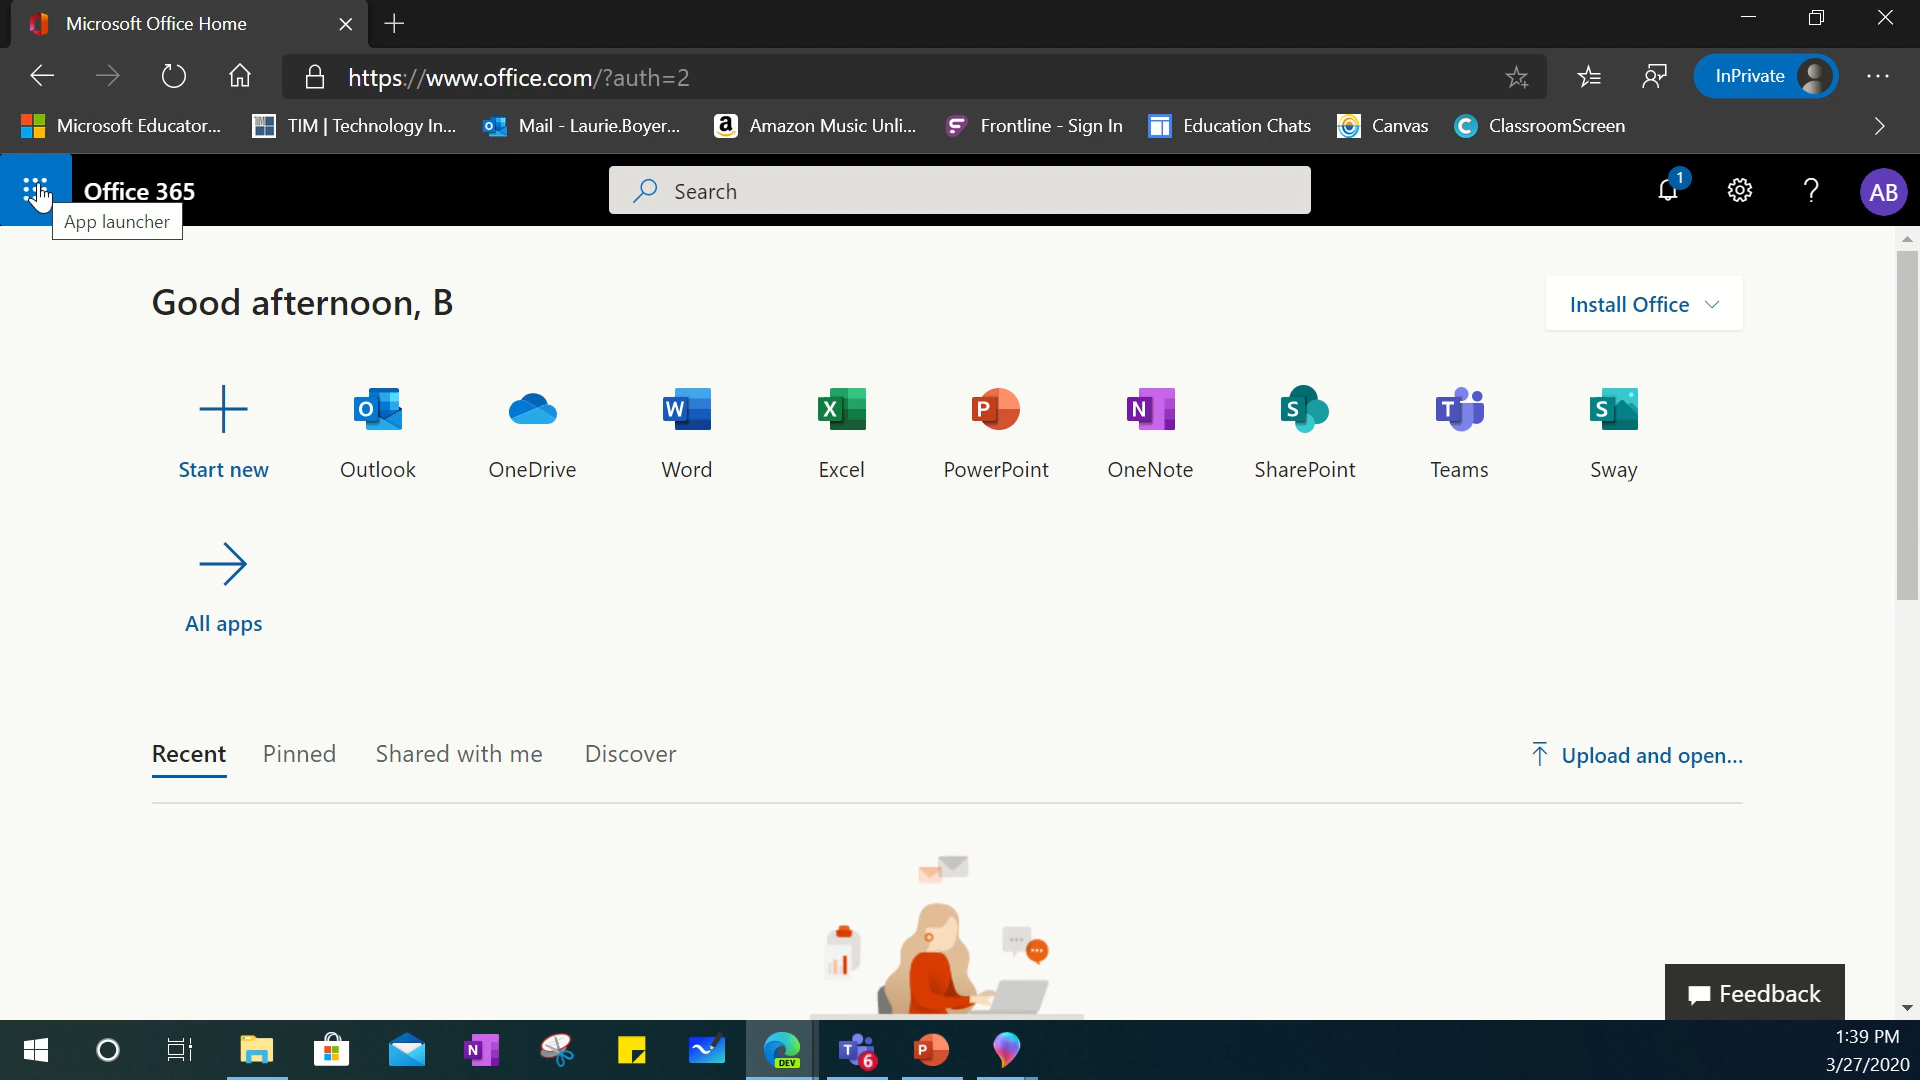 Microsoft Office Home
https://www.office.com/?auth=2
InPrivate
Microsoft Educator...
TIM | Technology In...
Mail - Laurie.Boyer...
Amazon Music Unli...
Frontline - Sign In
Education Chats
Canvas
ClassroomScreen
Office 365
Search
1
AB
App launcher
Good afternoon, B
Install Office
Start new
Outlook
OneDrive
Word
Excel
PowerPoint
OneNote
SharePoint
Teams
Sway
All apps
Recent
Pinned
Shared with me
Discover
Upload and open...
Feedback
DEV
6
1:39 PM
3/27/2020